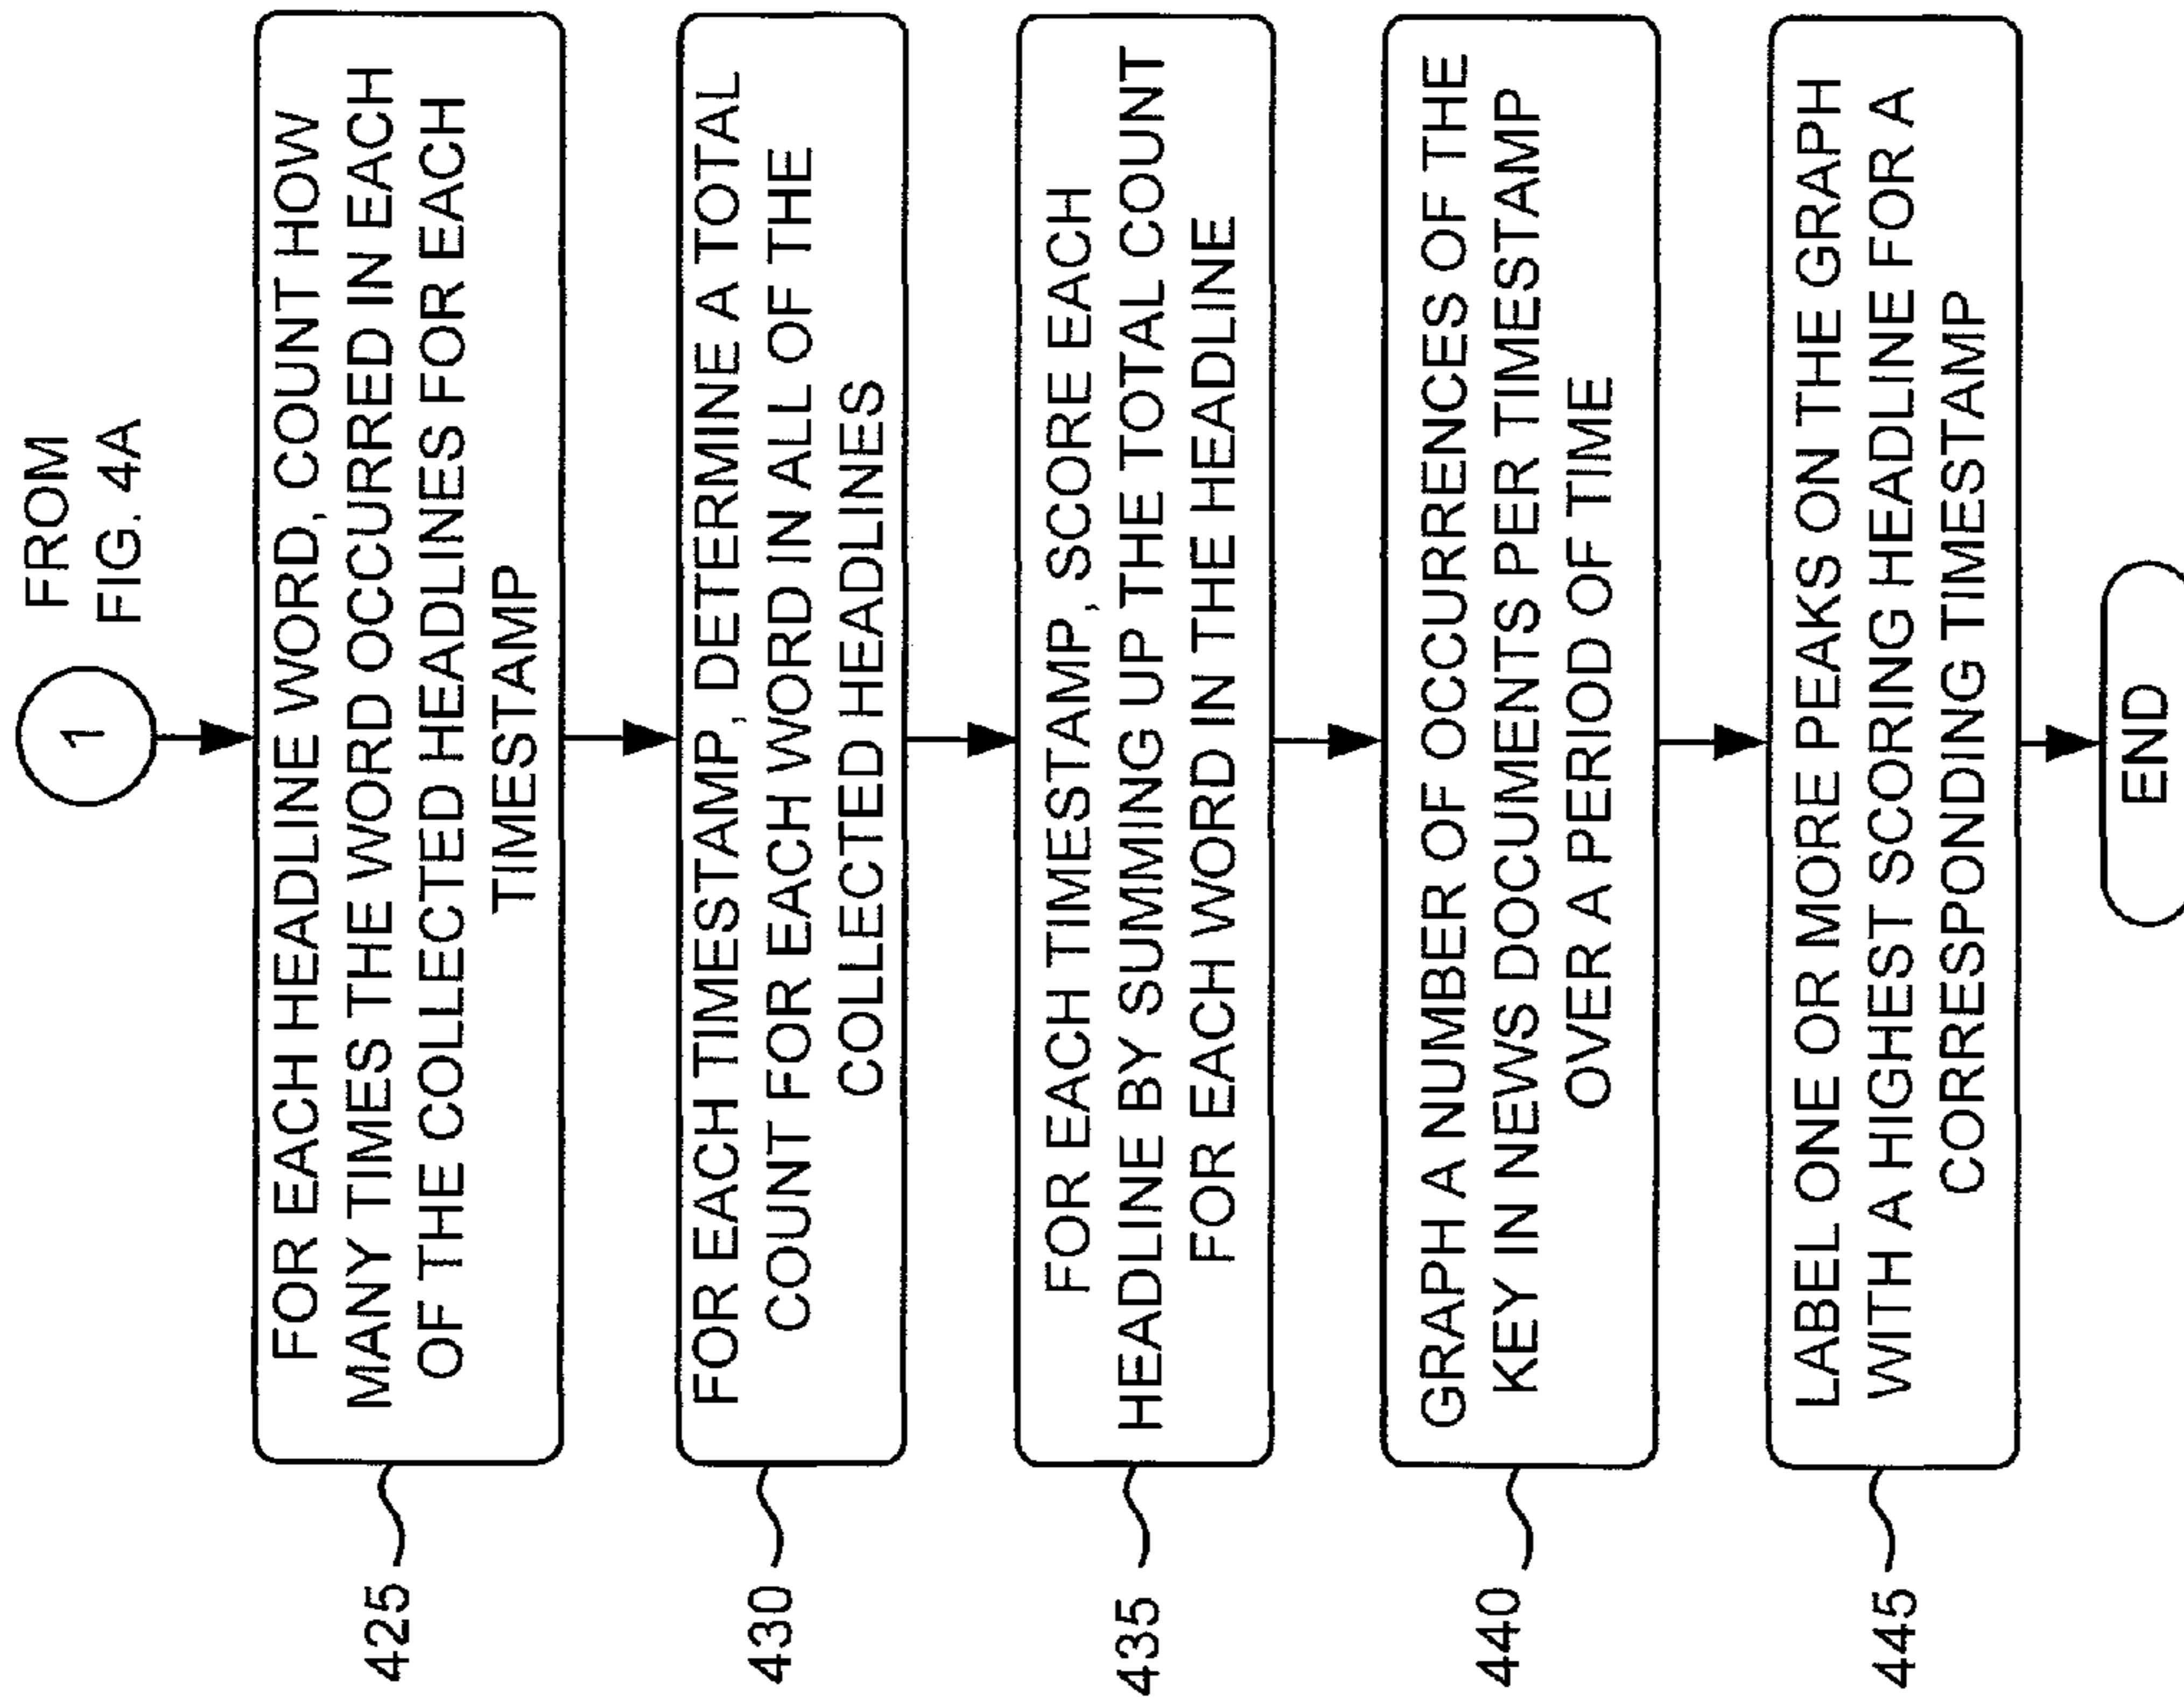 FROM
FIG. 4A
1
FOR EACH HEADLINE WORD, COUNT HOW
MANY TIMES THE WORD OCCURRED IN EACH
OF THE COLLECTED HEADLINES FOR EACH
TIMESTAMP
425
FOR EACH TIMESTAMP, DETERMINE A TOTAL
COUNT FOR EACH WORD IN ALL OF THE
COLLECTED HEADLINES
430
FOR EACH TIMESTAMP, SCORE EACH
HEADLINE BY SUMMING UP THE TOTAL COUNT
FOR EACH WORD IN THE HEADLINE
435
GRAPH A NUMBER OF OCCURRENCES OF THE
KEY IN NEWS DOCUMENTS PER TIMESTAMP
OVER A PERIOD OF TIME
440
LABEL ONE OR MORE PEAKS ON THE GRAPH
WITH A HIGHEST SCORING HEADLINE FOR A
CORRESPONDING TIMESTAMP
445
END